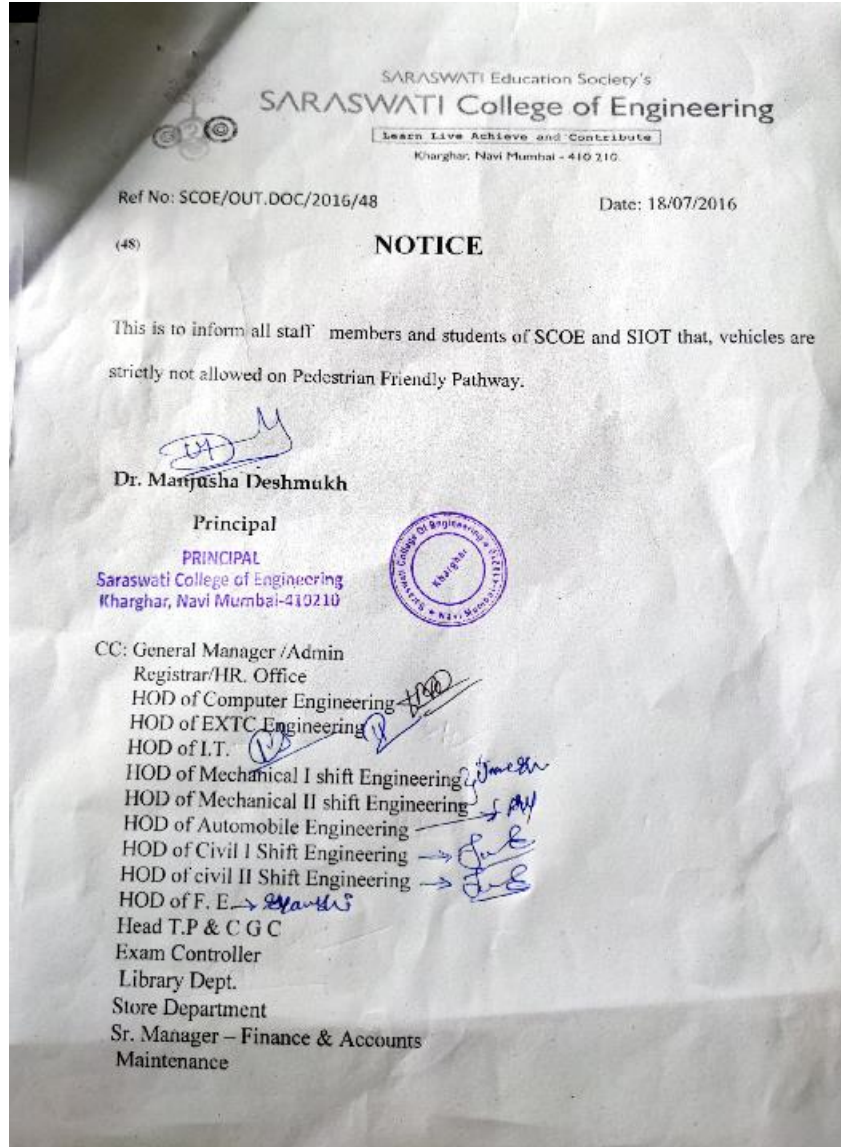 SARASWATI Education Society's
SARASWATI College of Engineering
Learn Live Achieve and Contribute
Kharghar, Navi Mumbai - 410 210.
Ref No: SCOE/OUT.DOC/2016/48 Date: 18/07/2016
(48) NOTICE
This is to inform all staff members and students of SCOE and SIOT that, vehicles are
strictly not allowed on Pedestrian Friendly Pathway.
Dr. Manjusha Deshmukh
Principal
PRINCIPAL
Saraswati College of Engineering
Kharghar, Navi Mumbai-410210
Saraswati College Of Engineering
Kharghar
CC: General Manager /Admin
Registrar/HR. Office
HOD of Computer Engineering
HOD of EXTC Engineering
HOD of I.T.
HOD of Mechanical I shift Engineering
HOD of Mechanical II shift Engineering
HOD of Automobile Engineering
HOD of Civil I Shift Engineering
HOD of civil II Shift Engineering
HOD of F. E.
Head T.P & C G C
Exam Controller
Library Dept.
Store Department
Sr. Manager – Finance & Accounts
Maintenance